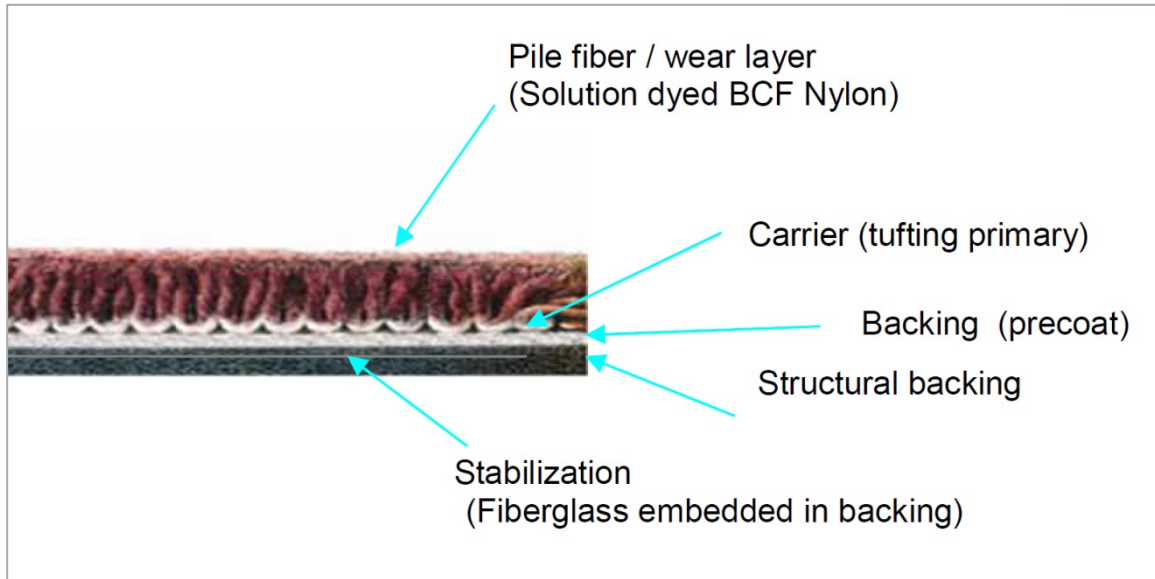 Pile fiber / wear layer
(Solution dyed BCF Nylon)
Carrier (tufting primary)
Backing (precoat)
Structural backing
Stabilization
(Fiberglass embedded in backing)